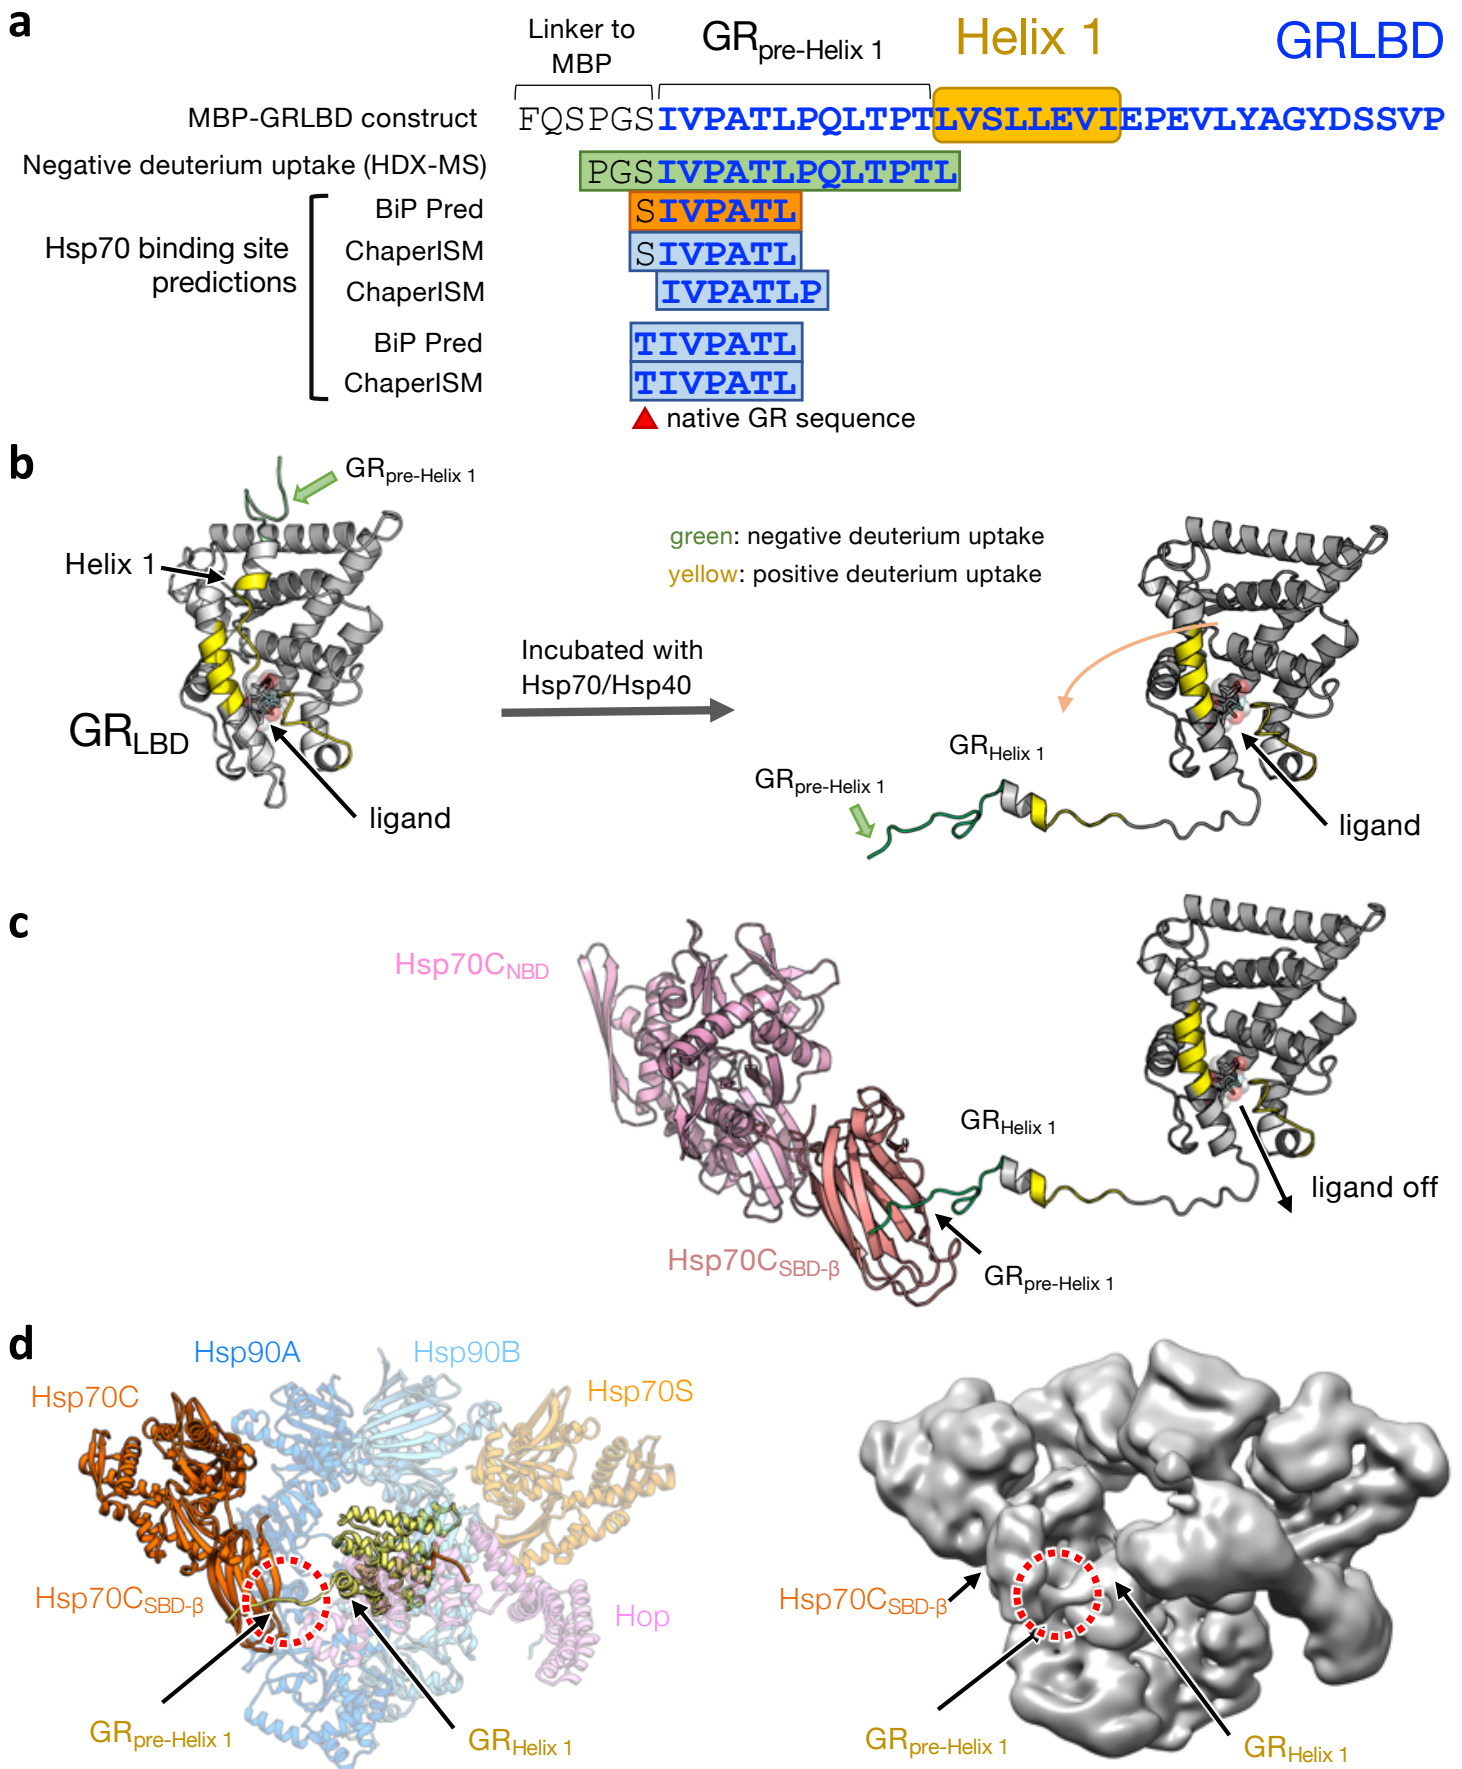 a
Linker to
MBP
GRpre-Helix 1
Helix 1
GRLBD
MBP-GRLBD construct
FQSPGSIVPATLPQLTPTLVSLLEVIEPEVLYAGYDSSVP
Negative deuterium uptake (HDX-MS)
PGSIVPATLPQLTPTL
Hsp70 binding site
predictions
BiP Pred
SIVPATL
ChaperISM
SIVPATL
ChaperISM
IVPATLP
BiP Pred
TIVPATL
ChaperISM
TIVPATL
native GR sequence
b
GRpre-Helix 1
Helix 1
GRLBD
ligand
green: negative deuterium uptake
yellow: positive deuterium uptake
Incubated with
Hsp70/Hsp40
GRHelix 1
GRpre-Helix 1
ligand
c
Hsp70CNBD
GRHelix 1
ligand off
Hsp70CSBD-β
GRpre-Helix 1
d
Hsp90A
Hsp90B
Hsp70C
Hsp70S
Hsp70CSBD-β
Hop
GRpre-Helix 1
GRHelix 1
Hsp70CSBD-β
GRpre-Helix 1
GRHelix 1